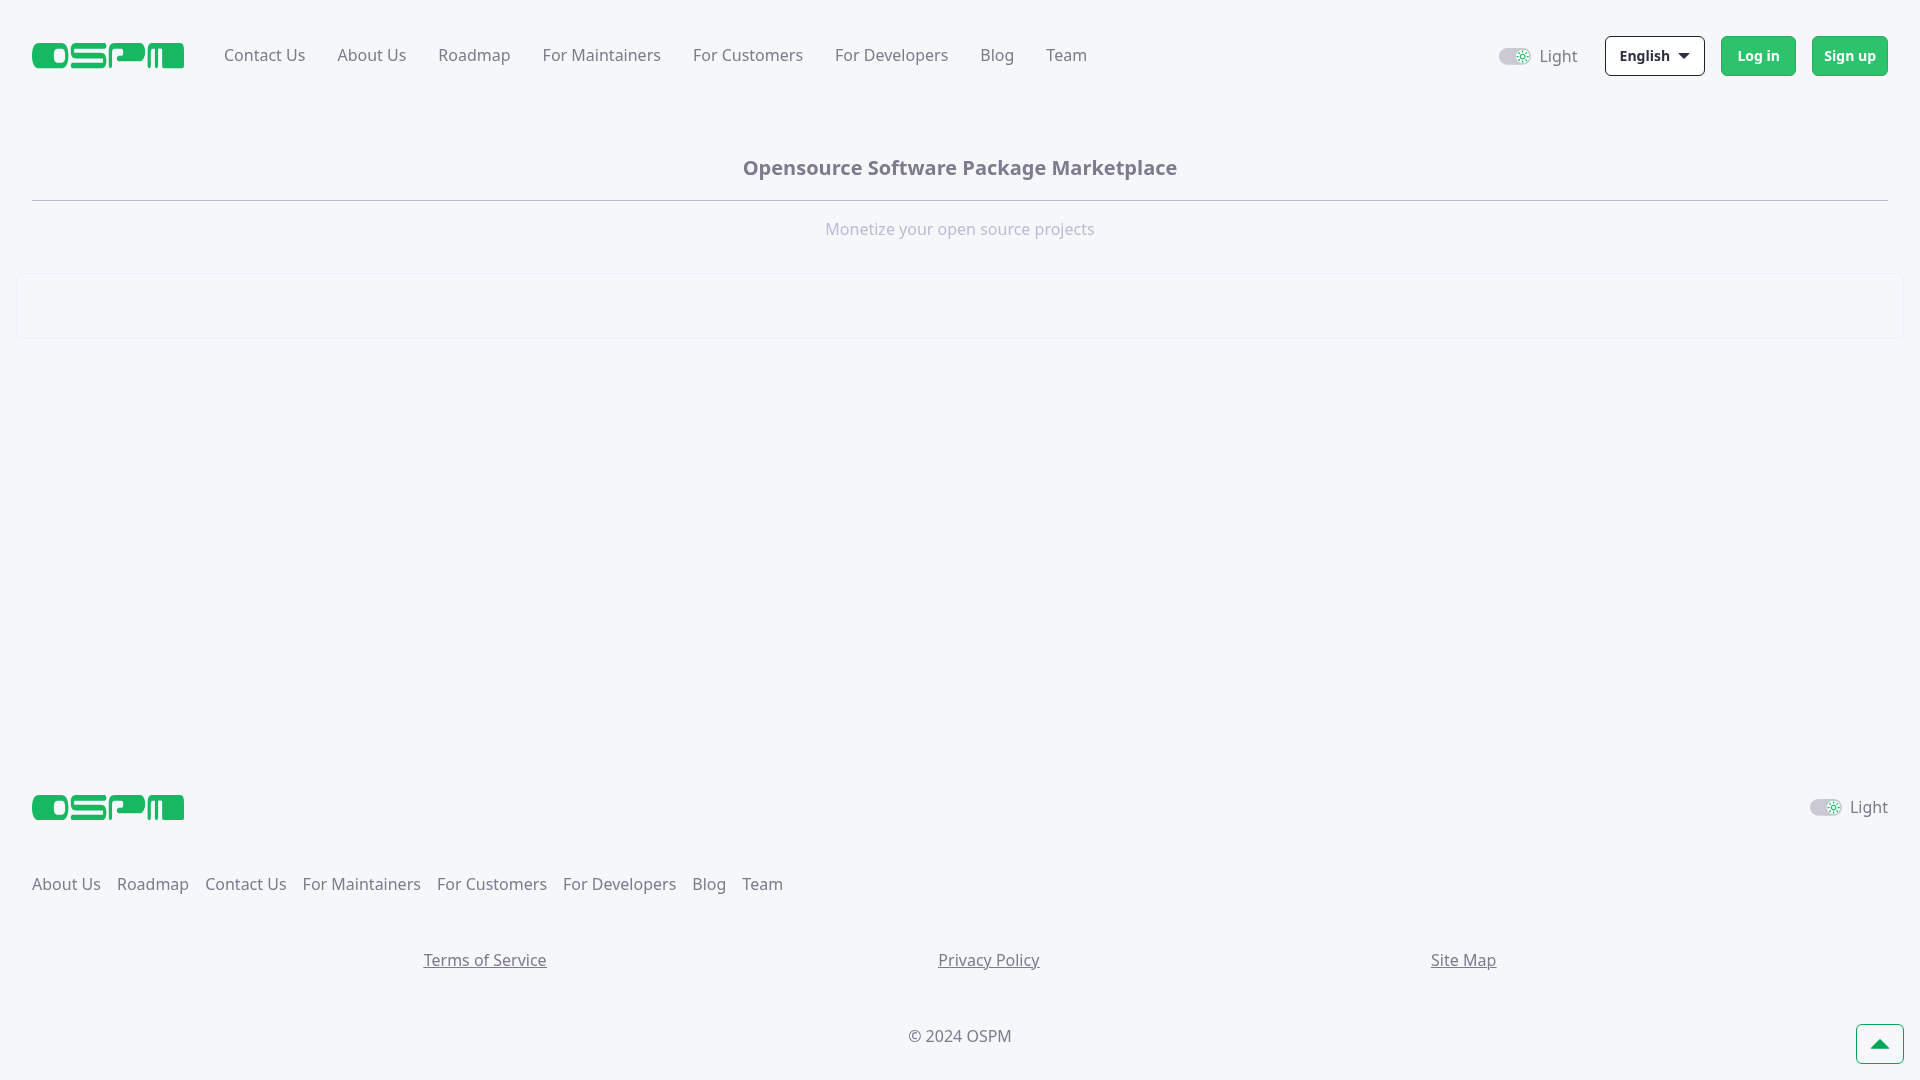 OSPM Contact Us About Us Roadmap For Maintainers For Customers For Developers Blog Team Light English Log in Sign up
Opensource Software Package Marketplace
Monetize your open source projects
OSPM Light
About Us Roadmap Contact Us For Maintainers For Customers For Developers Blog Team
Terms of Service Privacy Policy Site Map
© 2024 OSPM